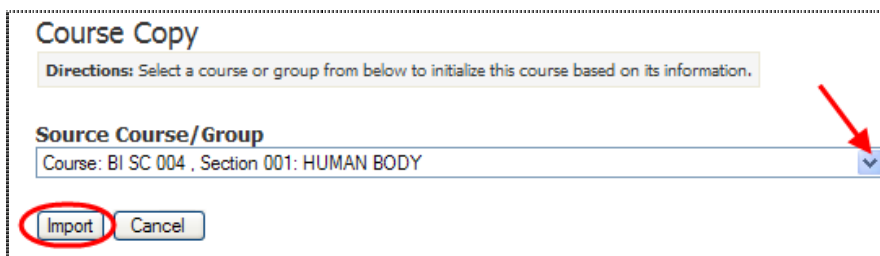 Course Copy
Directions: Select a course or group from below to initialize this course based on its information.
Source Course/Group
Course: BI SC 004 , Section 001: HUMAN BODY
Import Cancel